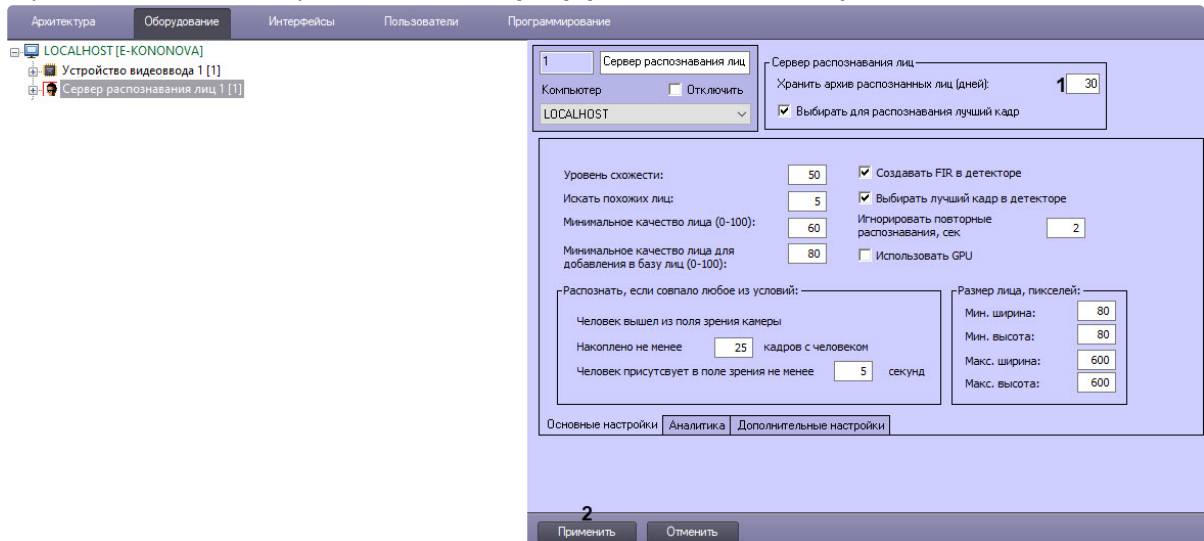 Архитектура Оборудование Интерфейсы Пользователи Программирование
LOCALHOST [E-KONONOVA]
Устройство видеоввода 1 [1]
Сервер распознавания лиц 1 [1]
1 Сервер распознавания лиц
Компьютер Отключить
LOCALHOST
Сервер распознавания лиц
Хранить архив распознанных лиц (дней): 1 30
Выбирать для распознавания лучший кадр
Уровень схожести: 50
Искать похожих лиц: 5
Минимальное качество лица (0-100): 60
Минимальное качество лица для
добавления в базу лиц (0-100): 80
Создавать FIR в детекторе
Выбирать лучший кадр в детекторе
Игнорировать повторные
распознавания, сек 2
Использовать GPU
Распознать, если совпало любое из условий:
Человек вышел из поля зрения камеры
Накоплено не менее 25 кадров с человеком
Человек присутсвует в поле зрения не менее 5 секунд
Размер лица, пикселей:
Мин. ширина: 80
Мин. высота: 80
Макс. ширина: 600
Макс. высота: 600
Основные настройки Аналитика Дополнительные настройки
2
Применить Отменить